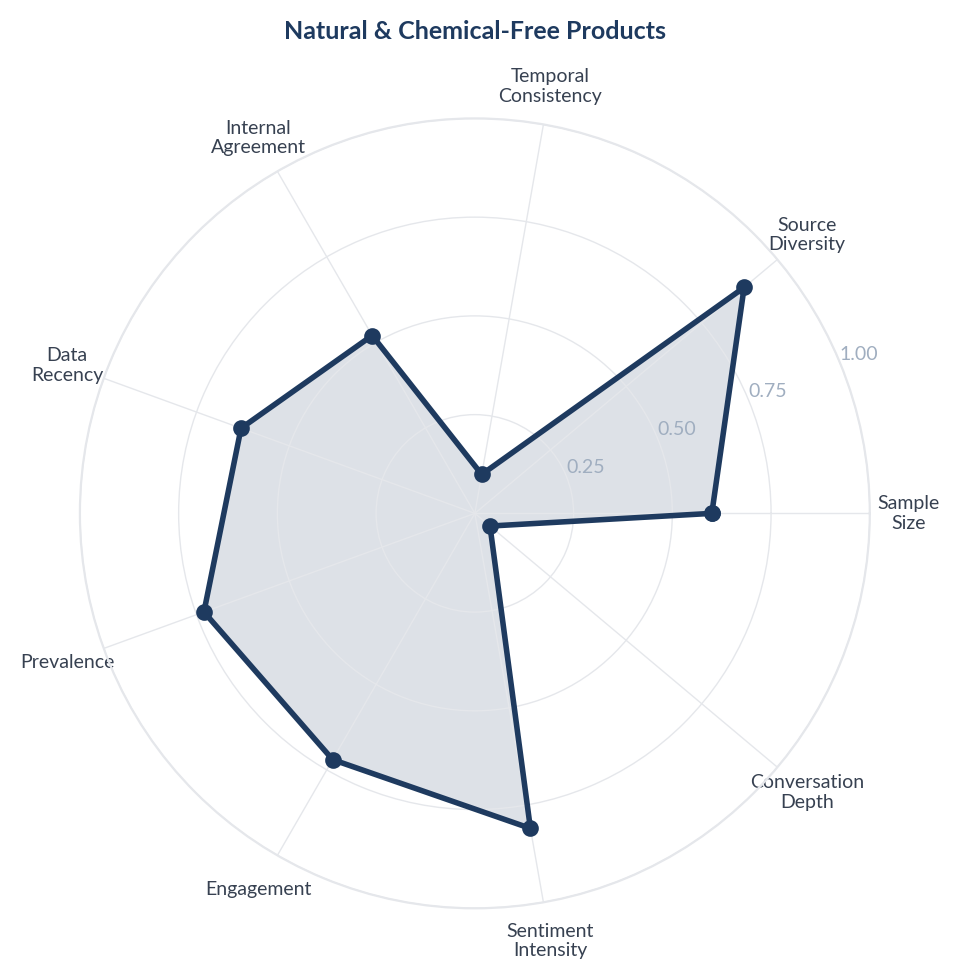 Natural & Chemical-Free Products
Temporal
Consistency
Internal
Agreement
Source
Diversity
Data
Recency
1.00
0.75
0.50
0.25
Sample
Size
Prevalence
Conversation
Depth
Engagement
Sentiment
Intensity